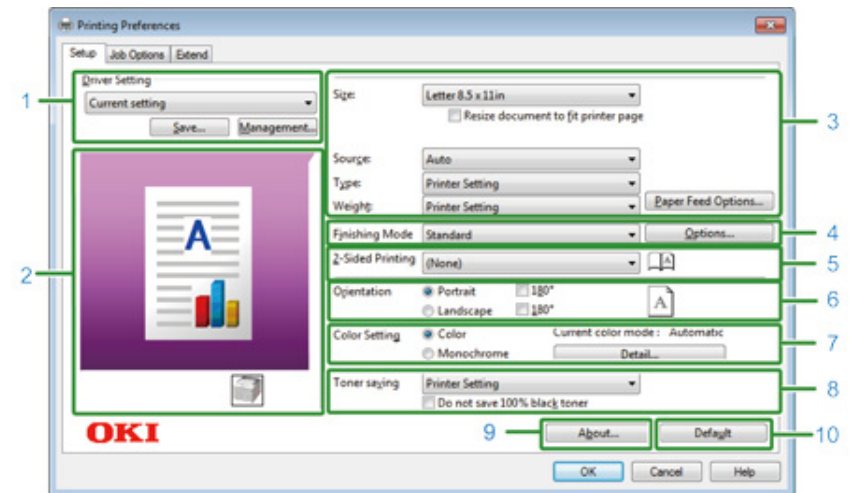 Printing Preferences
Setup Job Options Extend
Driver Setting
Current setting
Save... Management...
1
2
A
OKI
Size: Letter 8.5 x 11in
Resize document to fit printer page
Source: Auto
Type: Printer Setting
Weight: Printer Setting Paper Feed Options...
3
Finishing Mode Standard Options...
4
2-Sided Printing (None) A
5
Orientation Portrait 180°
Landscape 180°
A
6
Color Setting Color Current color mode : Automatic
Monochrome Detail...
7
Toner saving Printer Setting
Do not save 100% black toner
8
9 About... Default 10
OK Cancel Help